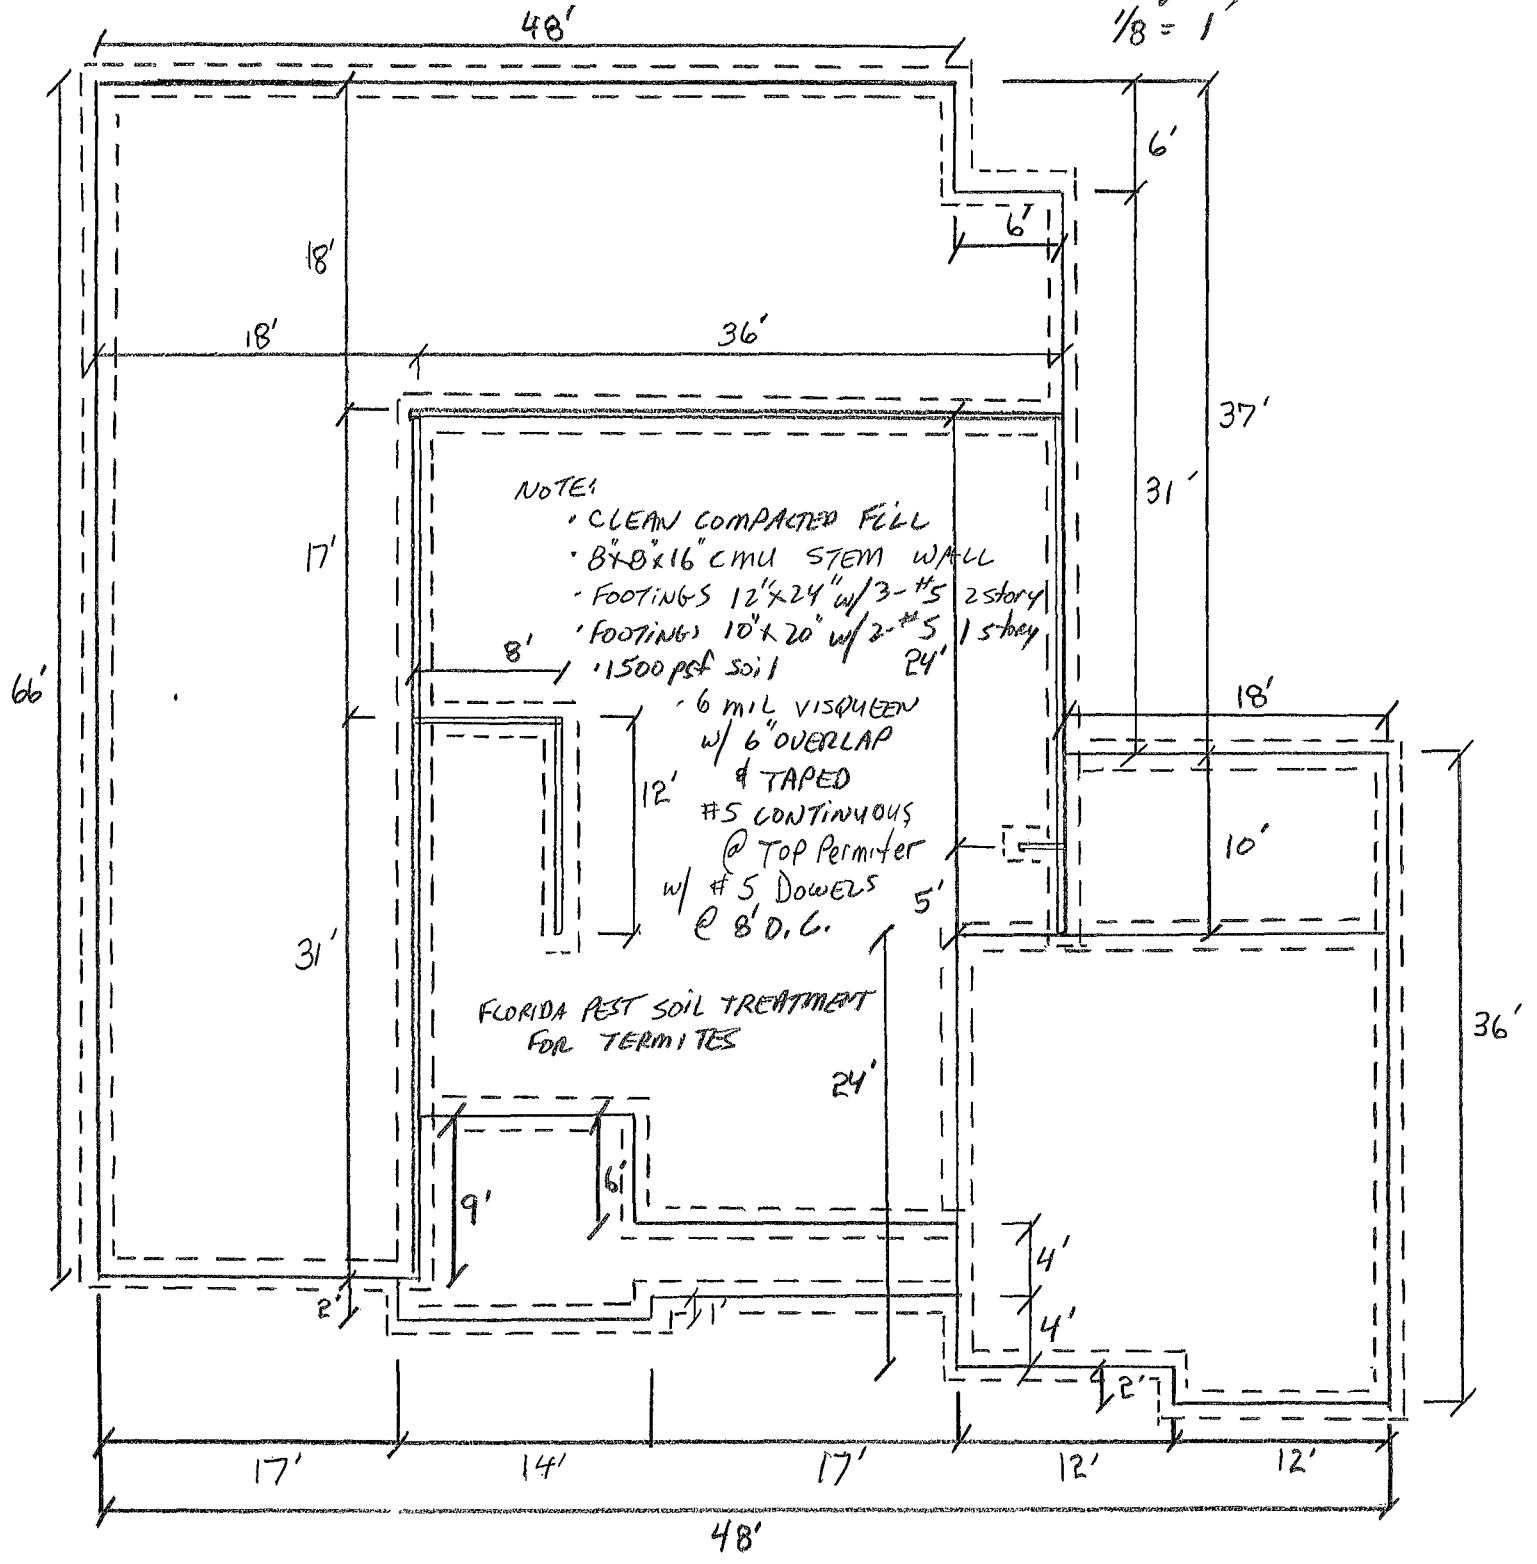 1/8" = 1'
48'
6'
6'
18'
18'
36'
37'
31'
NOTE:
• CLEAN COMPACTED FILL
• 8"x8"x16" CMU STEM WALL
• FOOTINGS 12"x24" w/3-#5 2 story
• FOOTINGS 10"x20" w/2-#5 1 story
• 1500 psf soil
• 6 MIL VISQUEEN
w/ 6" OVERLAP
& TAPED
#5 CONTINUOUS
@ TOP Permiter
w/ #5 DOWELS
@ 8' O.C.
17'
8'
24'
66'
18'
12'
10'
5'
31'
36'
FLORIDA PEST SOIL TREATMENT
FOR TERMITES
24'
9'
6'
4'
2'
1'
4'
2'
17'
14'
17'
12'
12'
48'